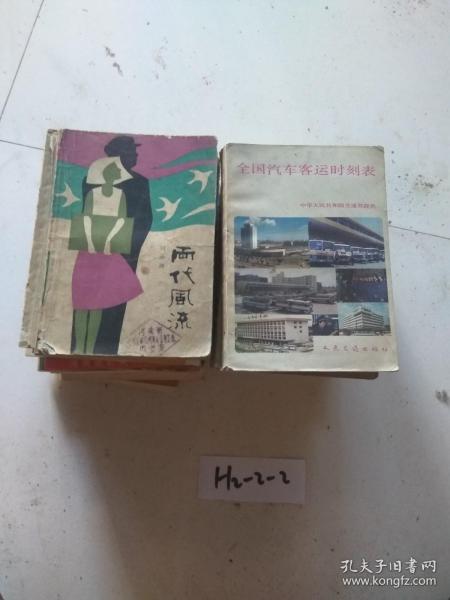 两代风流
全国汽车客运时刻表
中华人民共和国交通部提供
人民交通出版社
H2-2-2
孔夫子旧书网
www.kongfz.com